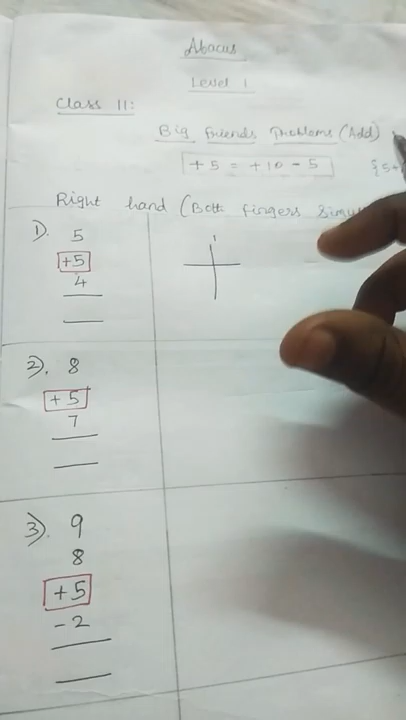 Abacus
Level 1
Class 11:
Big Friends Problems (Add)
+5 = +10 - 5
{5+
Right hand (Both fingers
1).
5
+5
4
2).
8
+5
7
3).
9
8
+5
-2